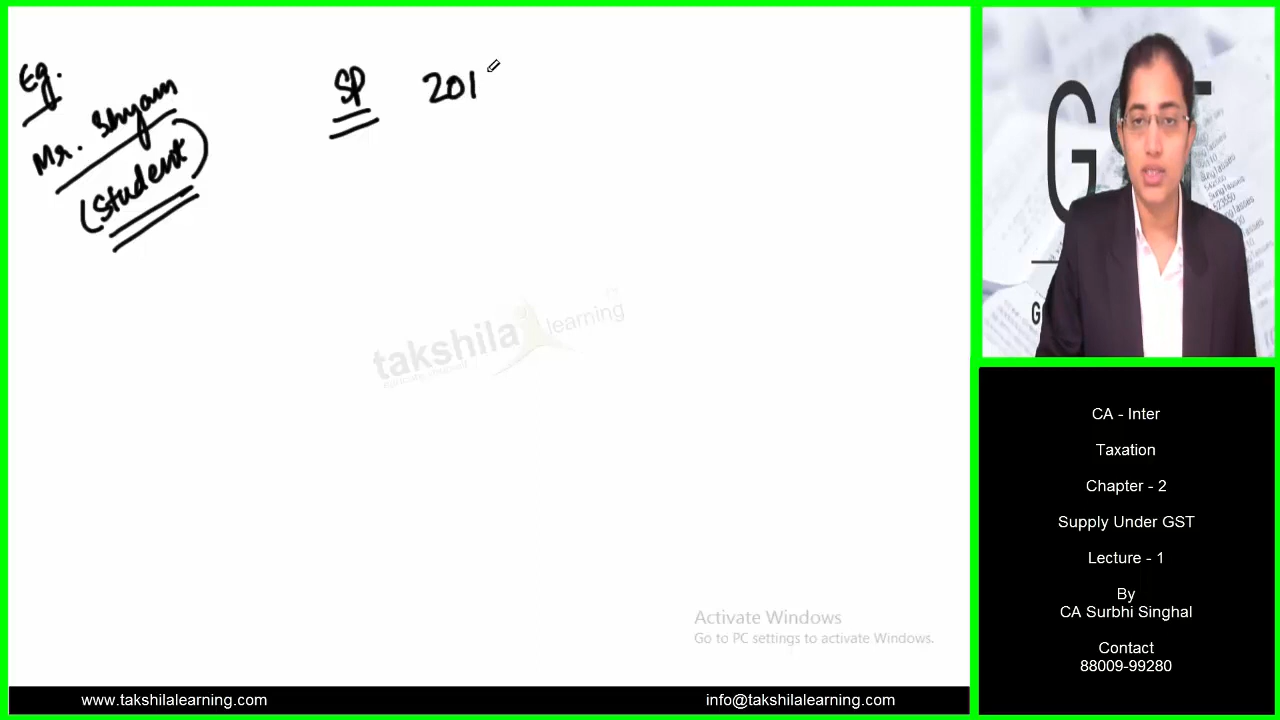 Eg.
Mr. Shyam
(Student)
SP 201
takshila learning
Activate Windows
Go to PC settings to activate Windows.
www.takshilalearning.com
info@takshilalearning.com
GST
CA - Inter
Taxation
Chapter - 2
Supply Under GST
Lecture - 1
By
CA Surbhi Singhal
Contact
88009-99280